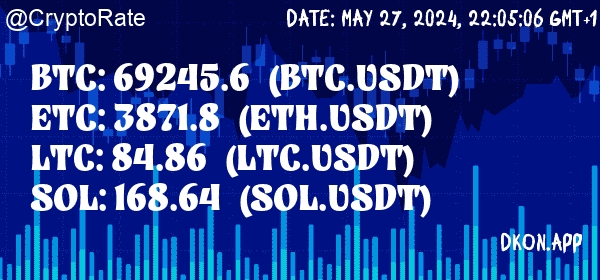 @CryptoRate
DATE: MAY 27, 2024, 22:05:06 GMT+1
BTC: 69245.6 (BTC.USDT)
ETC: 3871.8 (ETH.USDT)
LTC: 84.86 (LTC.USDT)
SOL: 168.64 (SOL.USDT)
DKON.APP